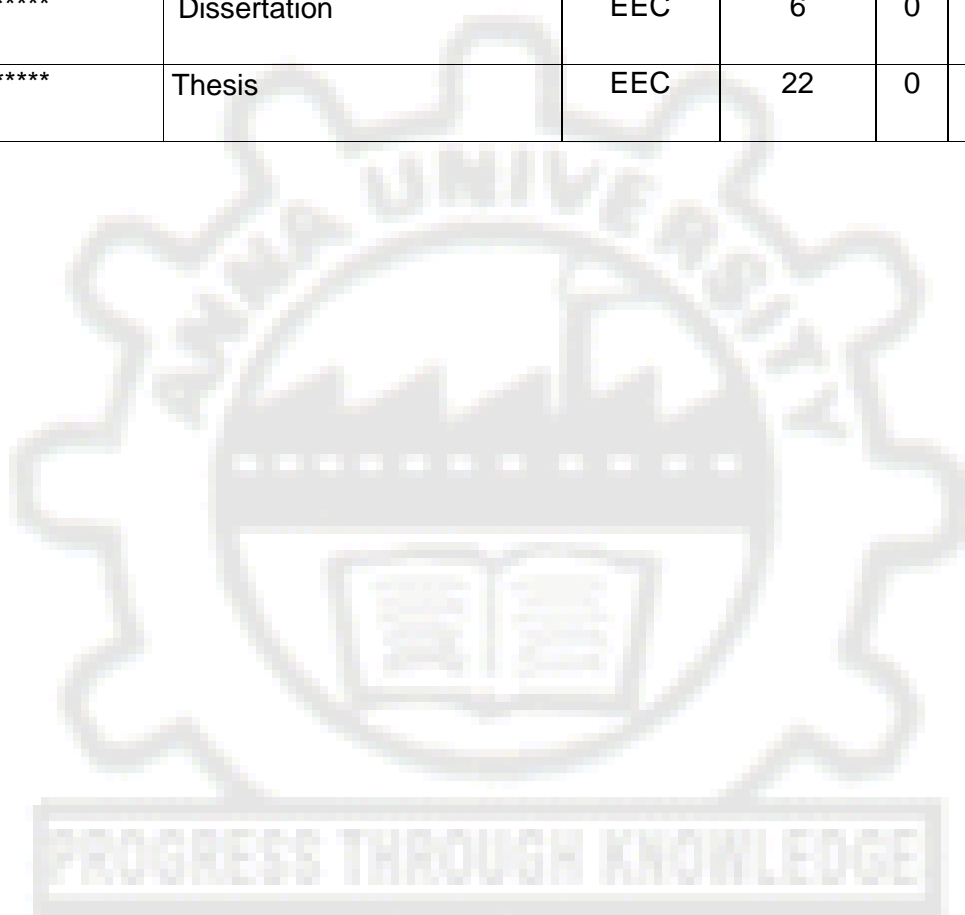 ***** Dissertation EEC 6 0
***** Thesis EEC 22 0
ANNA UNIVERSITY
PROGRESS THROUGH KNOWLEDGE